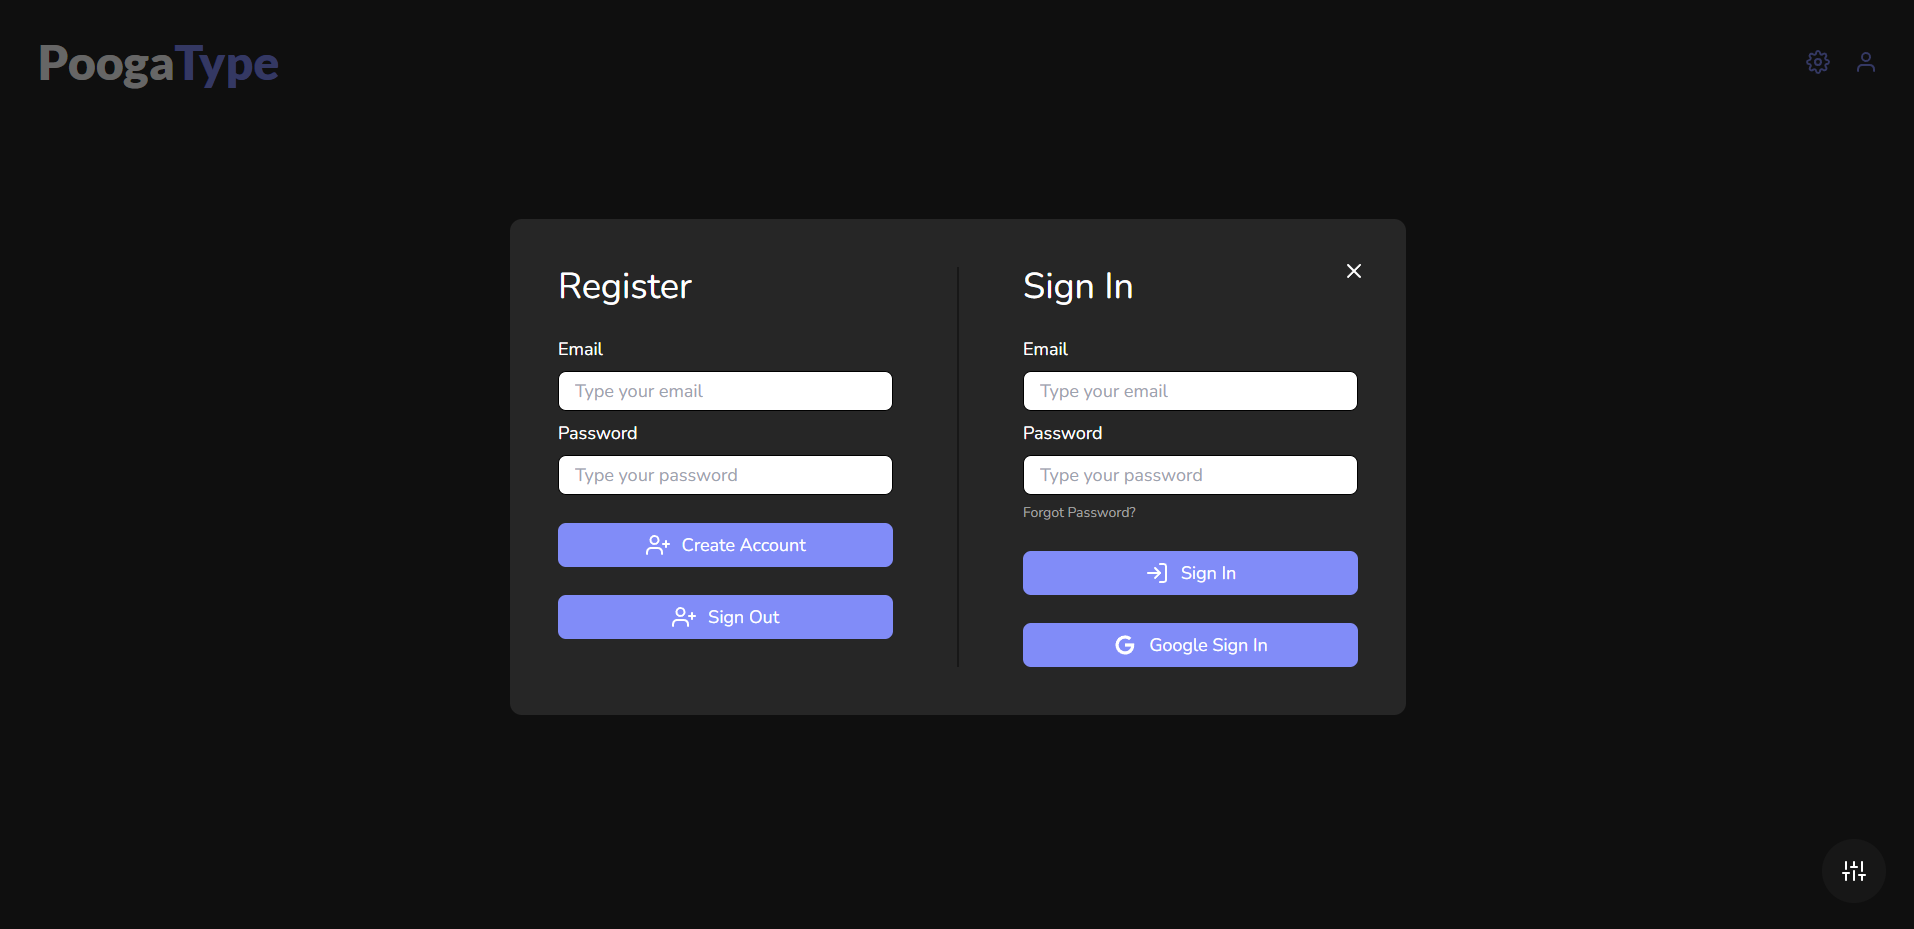 PoogaType
Register
Email
Type your email
Password
Type your password
Create Account
Sign Out
Sign In
Email
Type your email
Password
Type your password
Forgot Password?
Sign In
Google Sign In